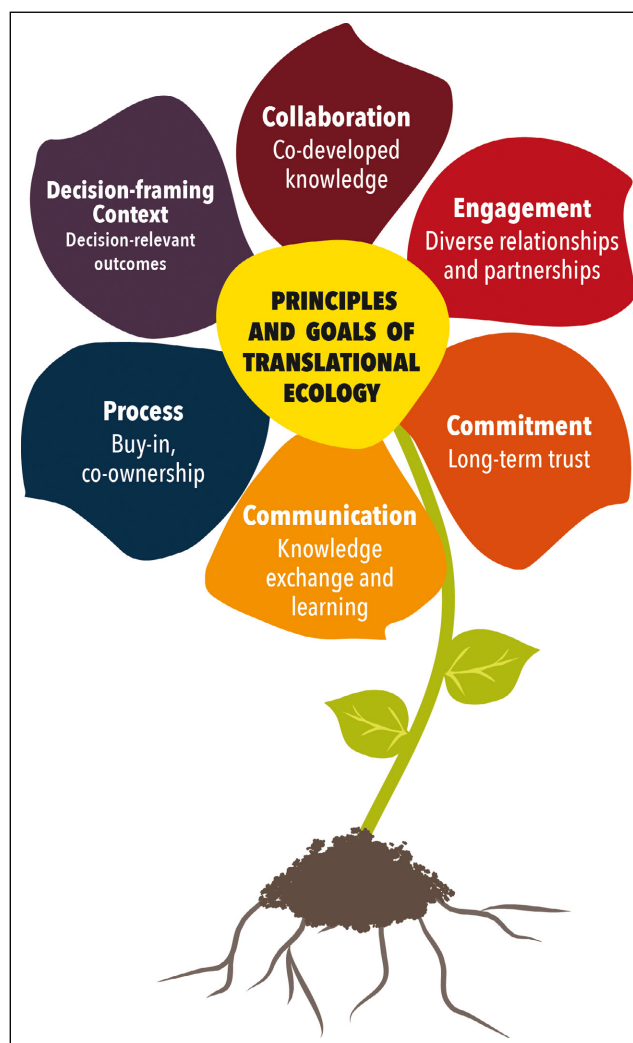 Collaboration
Co-developed
knowledge
Engagement
Diverse relationships
and partnerships
Commitment
Long-term trust
Communication
Knowledge
exchange and
learning
Process
Buy-in,
co-ownership
Decision-framing
Context
Decision-relevant
outcomes
PRINCIPLES
AND GOALS OF
TRANSLATIONAL
ECOLOGY